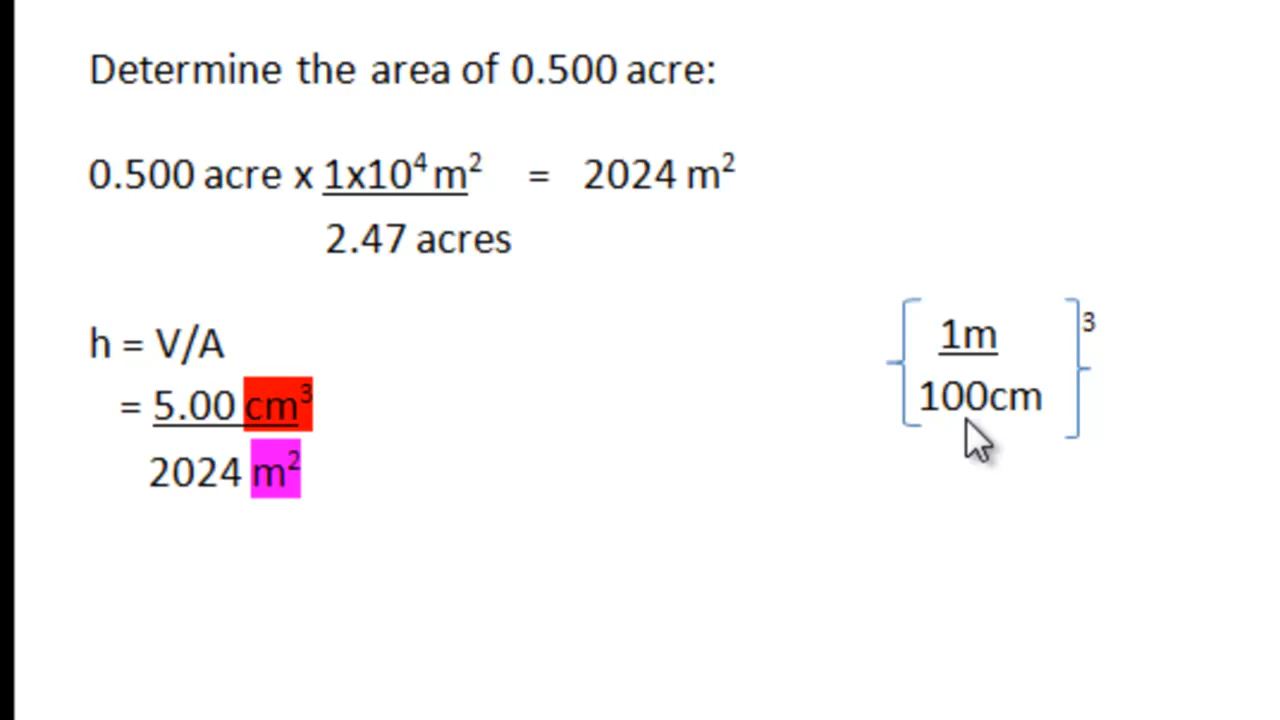 Determine the area of 0.500 acre:
0.500 acre x 1x10⁴ m² = 2024 m²
2.47 acres
h = V/A
= 5.00 cm³
2024 m²
1m
100cm
3